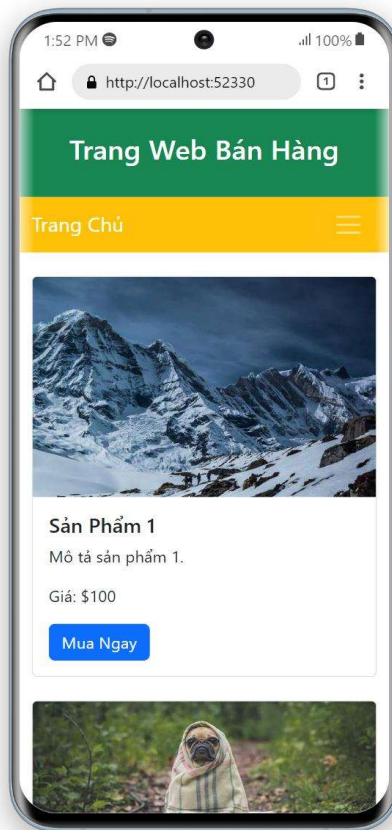 1:52 PM
100%
http://localhost:52330
1
Trang Web Bán Hàng
Trang Chủ
Sản Phẩm 1
Mô tả sản phẩm 1.
Giá: $100
Mua Ngay